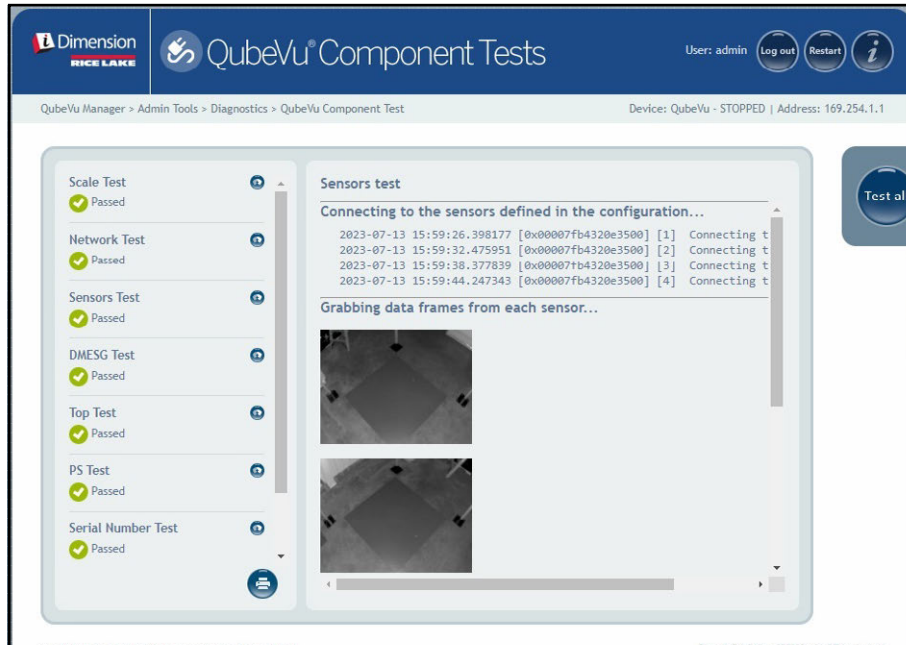 iDimension
RICE LAKE
QubeVu® Component Tests
User: admin
Log out
Restart
i
QubeVu Manager > Admin Tools > Diagnostics > QubeVu Component Test
Device: QubeVu - STOPPED | Address: 169.254.1.1
Scale Test
Passed
Network Test
Passed
Sensors Test
Passed
DMESG Test
Passed
Top Test
Passed
PS Test
Passed
Serial Number Test
Passed
Sensors test
Connecting to the sensors defined in the configuration...
2023-07-13 15:59:26.398177 [0x00007fb4320e3500] [1] Connecting t
2023-07-13 15:59:32.475951 [0x00007fb4320e3500] [2] Connecting t
2023-07-13 15:59:38.377839 [0x00007fb4320e3500] [3] Connecting t
2023-07-13 15:59:44.247343 [0x00007fb4320e3500] [4] Connecting t
Grabbing data frames from each sensor...
Test al